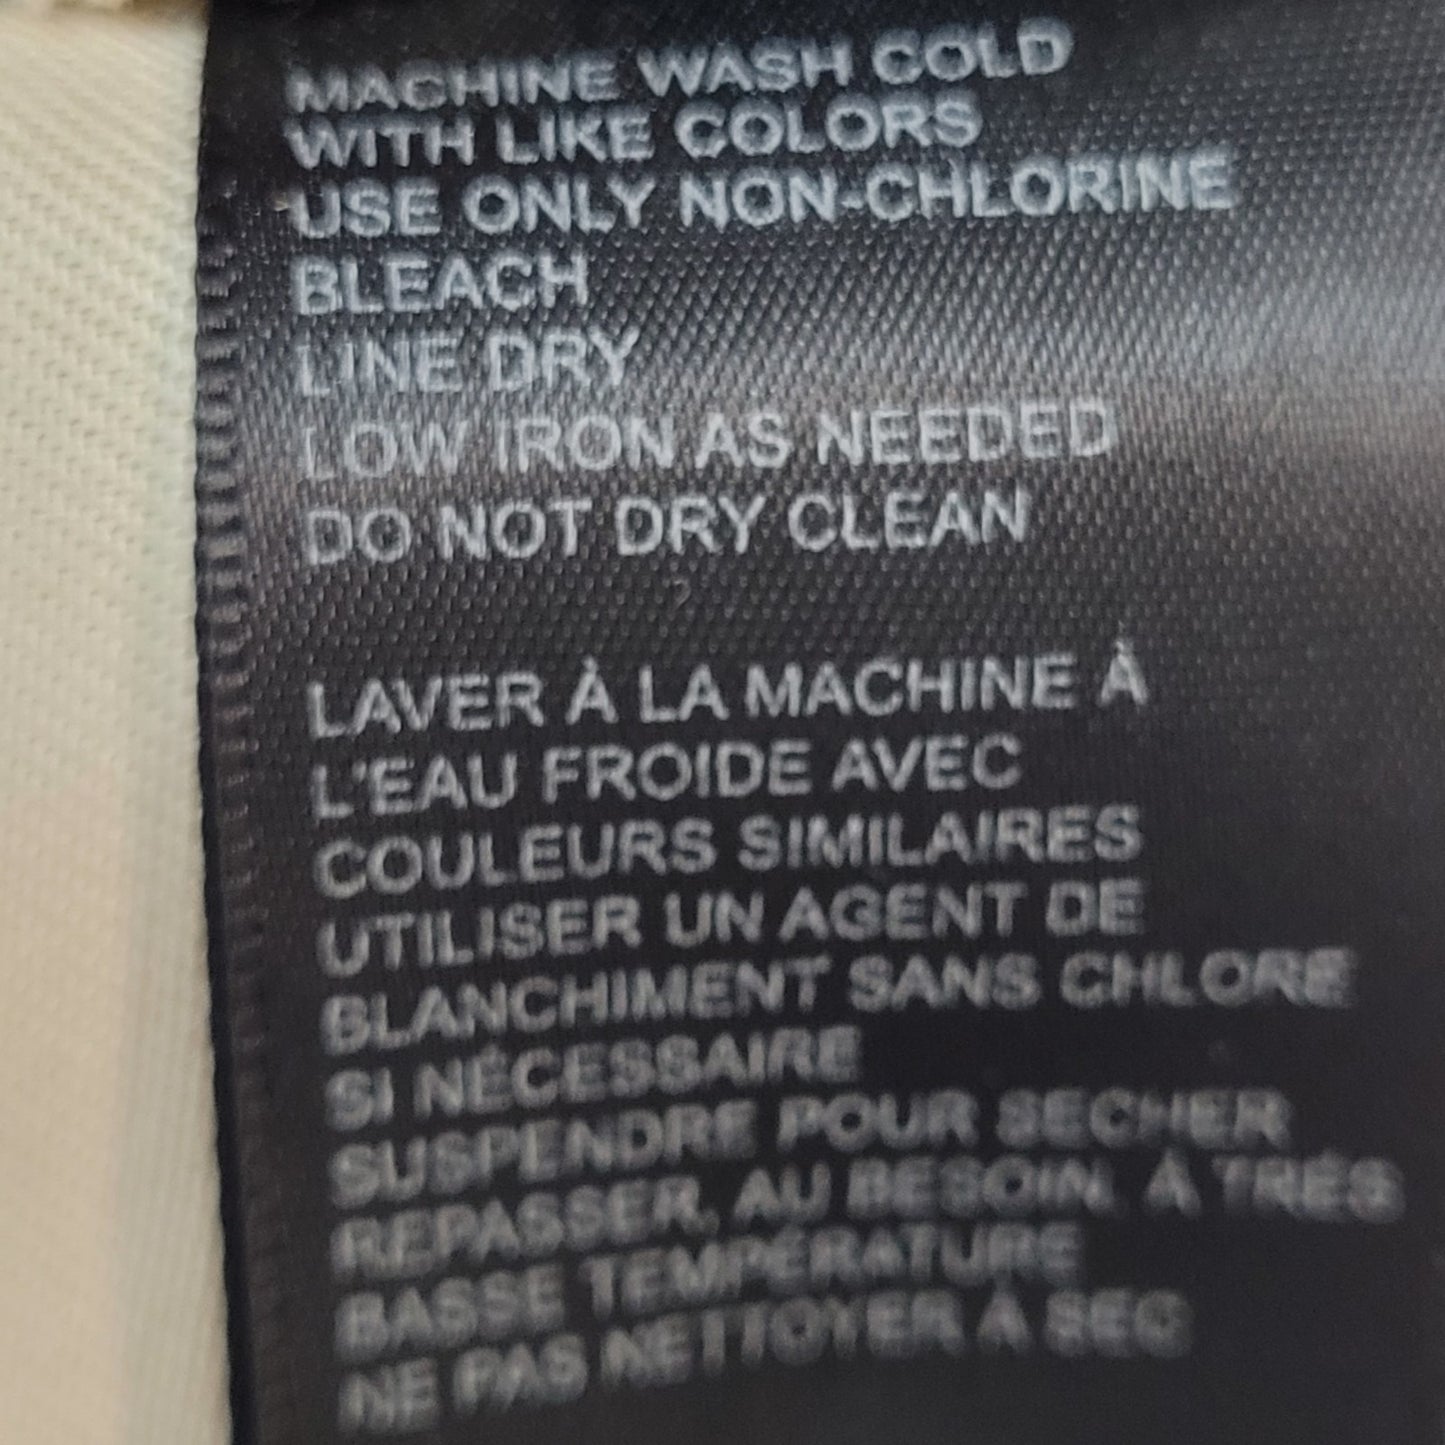 MACHINE WASH COLD
WITH LIKE COLORS
USE ONLY NON-CHLORINE
BLEACH
LINE DRY
LOW IRON AS NEEDED
DO NOT DRY CLEAN
LAVER À LA MACHINE À
L'EAU FROIDE AVEC
COULEURS SIMILAIRES
UTILISER UN AGENT DE
BLANCHIMENT SANS CHLORE
SI NÉCESSAIRE
SUSPENDRE POUR SECHER
REPASSER, AU BESOIN, À TRÉS
BASSE TEMPÉRATURE
NE PAS NETTOYER À SEC